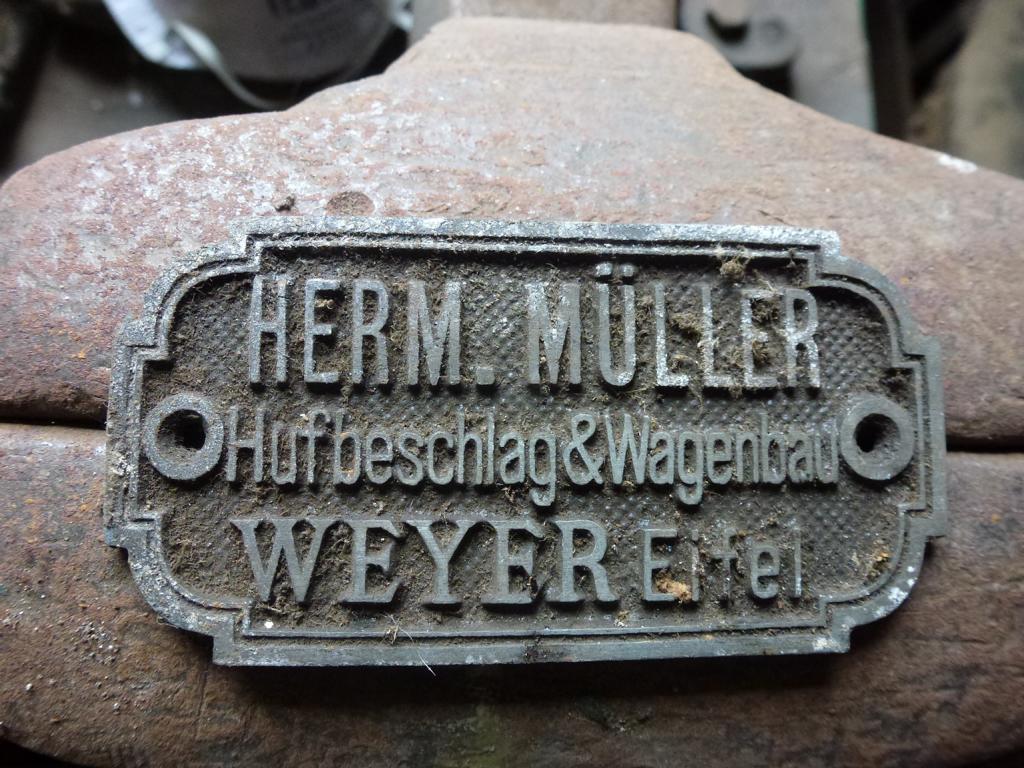 HERM. MÜLLER
Hufbeschlag&Wagenbau
WEYER Eifel